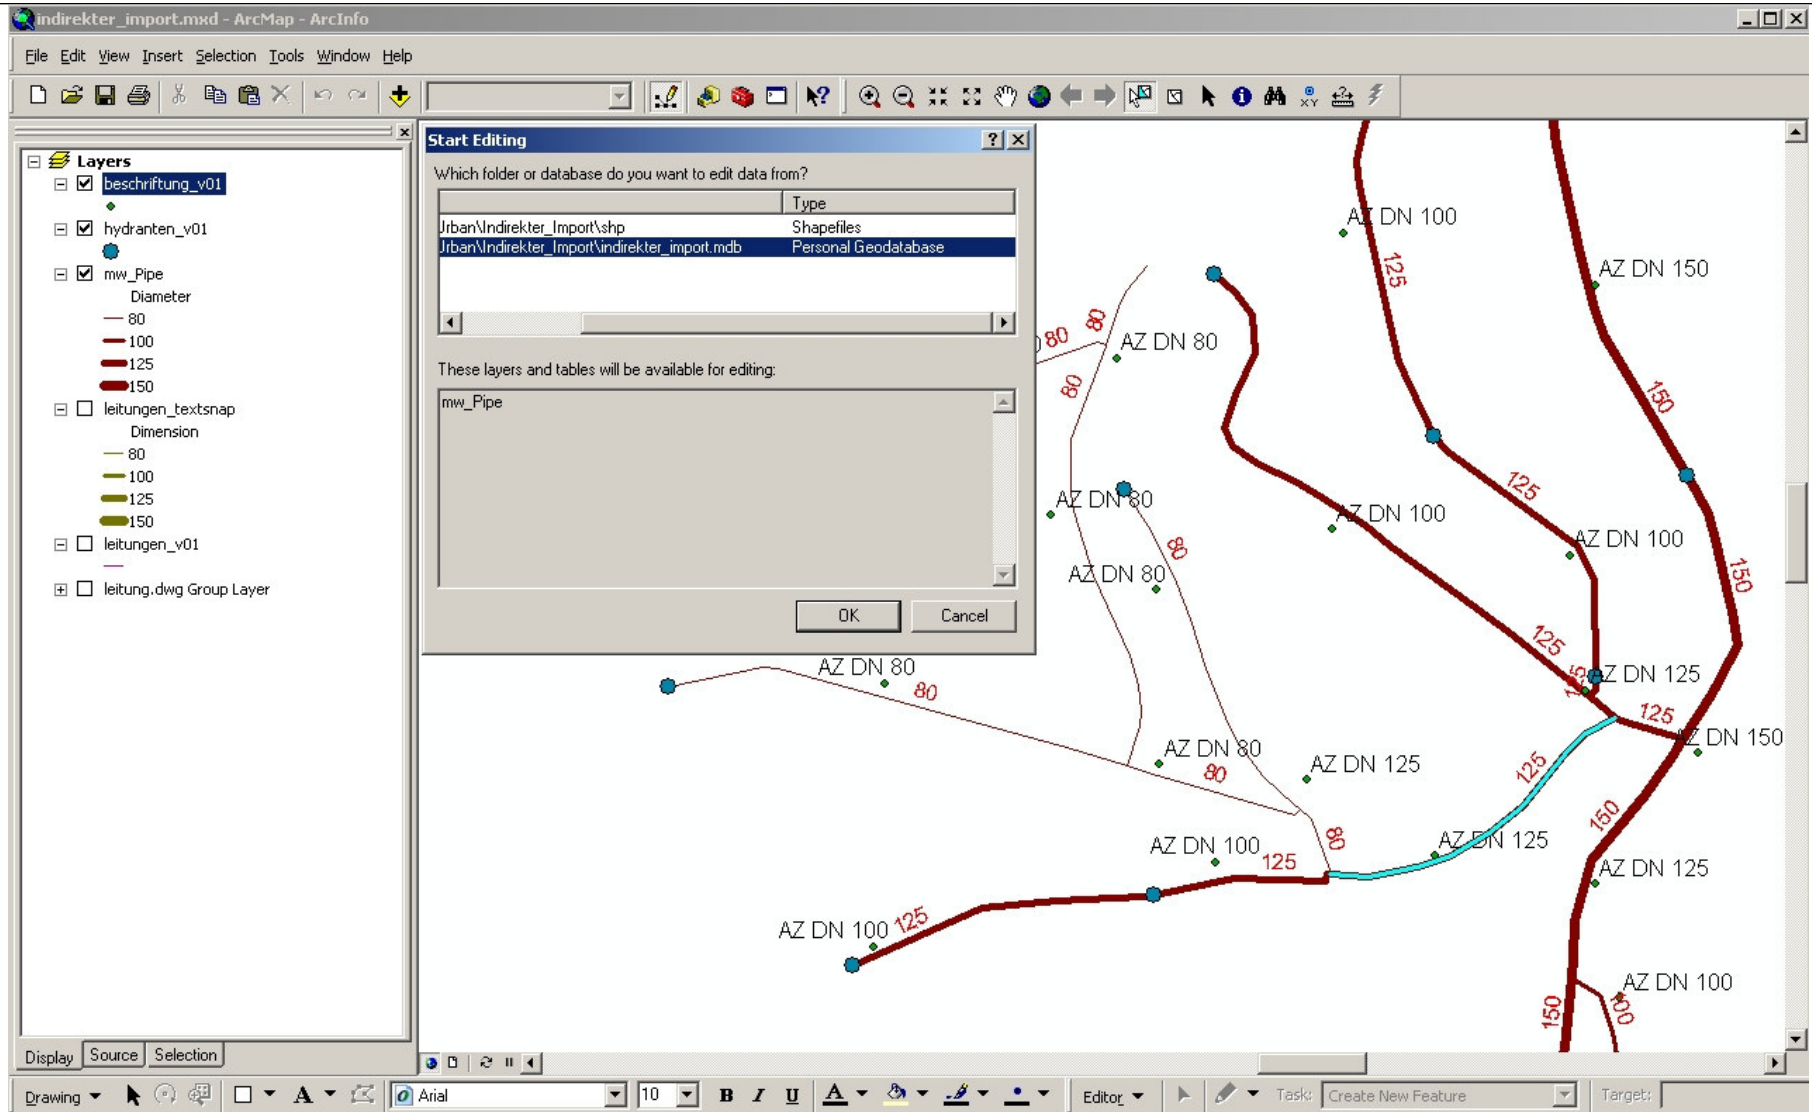 indirekter_import.mxd - ArcMap - ArcInfo
File Edit View Insert Selection Tools Window Help
Layers
beschriftung_v01
hydranten_v01
mw_Pipe
Diameter
80
100
125
150
leitungen_textsnap
Dimension
80
100
125
150
leitungen_v01
leitung.dwg Group Layer
Display Source Selection
Start Editing
Which folder or database do you want to edit data from?
Type
Urban\Indirekter_Import\shp Shapefiles
Urban\Indirekter_Import\indirekter_import.mdb Personal Geodatabase
These layers and tables will be available for editing:
mw_Pipe
OK Cancel
AZ DN 100
125
AZ DN 150
80
80
AZ DN 80
80
150
AZ DN 80
125
AZ DN 100
AZ DN 100
80
AZ DN 80
150
125
AZ DN 80
80
125
AZ DN 125
125
AZ DN 150
AZ DN 80
80
AZ DN 125
125
150
80
AZ DN 125
AZ DN 100
125
AZ DN 125
AZ DN 100
125
AZ DN 100
150
100
Drawing Arial 10 B I U A Editor Task: Create New Feature Target: